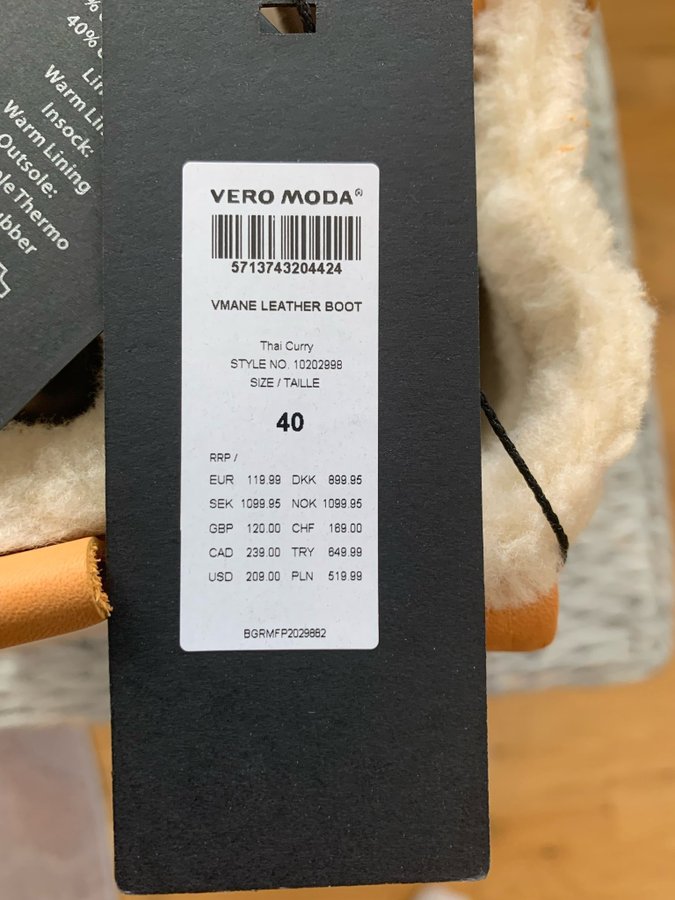 40%
Warm
Insock:
Warm Lining
Outsole:
Thermo
VERO MODA®
5713743204424
VMANE LEATHER BOOT
Thai Curry
STYLE NO. 10202998
SIZE / TAILLE
40
RRP /
EUR 119.99 DKK 899.95
SEK 1099.95 NOK 1099.95
GBP 120.00 CHF 169.00
CAD 239.00 TRY 649.99
USD 209.00 PLN 519.99
BGRMFP2029882